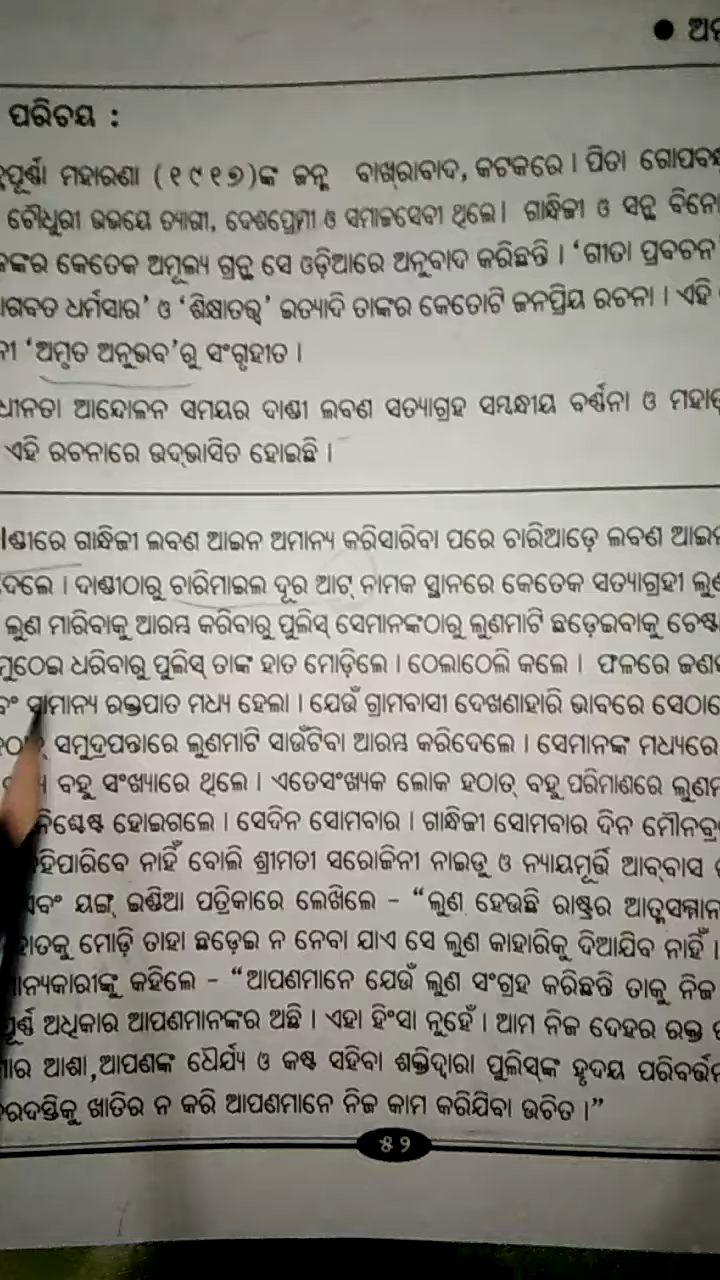 ● ଅନ
ପରିଚୟ :
ପୂର୍ଣ୍ଣା ମହାରଣା (୧୯୧୭)ଙ୍କ ଜନ୍ମ ବାଖ୍ରାବାଦ, କଟକରେ । ପିତା ଗୋପବନ୍ଧୁ
ଚୌଧୁରୀ ଉଭୟେ ତ୍ୟାଗୀ, ଦେଶପ୍ରେମୀ ଓ ସମାଜସେବୀ ଥିଲେ । ଗାନ୍ଧିଜୀ ଓ ସନ୍ଥ ବିନୋ
ଙ୍କର କେତେକ ଅମୂଲ୍ୟ ଗ୍ରନ୍ଥ ସେ ଓଡ଼ିଆରେ ଅନୁବାଦ କରିଛନ୍ତି । ‘ଗୀତା ପ୍ରବଚନ
ଗବତ ଧର୍ମସାର’ ଓ ‘ଶିକ୍ଷାତତ୍ତ୍ୱ’ ଇତ୍ୟାଦି ତାଙ୍କର କେତୋଟି ଜନପ୍ରିୟ ରଚନା । ଏହି
‘ଅମୃତ ଅନୁଭବ’ରୁ ସଂଗୃହୀତ ।
ଧୀନତା ଆନ୍ଦୋଳନ ସମୟର ଦାଣ୍ଡୀ ଲବଣ ସତ୍ୟାଗ୍ରହ ସମ୍ବନ୍ଧୀୟ ବର୍ଣ୍ଣନା ଓ ମହା
ଏହି ରଚନାରେ ଉଦ୍‌ଭାସିତ ହୋଇଛି ।
ଣ୍ଡୀରେ ଗାନ୍ଧିଜୀ ଲବଣ ଆଇନ ଅମାନ୍ୟ କରିସାରିବା ପରେ ଚାରିଆଡ଼େ ଲବଣ ଆଇନ
ଦେଲେ । ଦାଣ୍ଡୀଠାରୁ ଚାରିମାଇଲ ଦୂର ଆଟ୍ ନାମକ ସ୍ଥାନରେ କେତେକ ସତ୍ୟାଗ୍ରହୀ ଲୁଣ
ଲୁଣ ମାରିବାକୁ ଆରମ୍ଭ କରିବାରୁ ପୁଲିସ୍ ସେମାନଙ୍କଠାରୁ ଲୁଣମାଟି ଛଡ଼େଇବାକୁ ଚେଷ୍ଟା
ମୁଠେଇ ଧରିବାରୁ ପୁଲିସ୍ ତାଙ୍କ ହାତ ମୋଡ଼ିଲେ । ଠେଲାଠେଲି କଲେ । ଫଳରେ ଜଣ
ସାମାନ୍ୟ ରକ୍ତପାତ ମଧ୍ୟ ହେଲା । ଯେଉଁ ଗ୍ରାମବାସୀ ଦେଖଣାହାରି ଭାବରେ ସେଠାରେ
ସମୁଦ୍ରପନ୍ତାରେ ଲୁଣମାଟି ସାଉଁଟିବା ଆରମ୍ଭ କରିଦେଲେ । ସେମାନଙ୍କ ମଧ୍ୟରେ
ବହୁ ସଂଖ୍ୟାରେ ଥିଲେ । ଏତେସଂଖ୍ୟକ ଲୋକ ହଠାତ୍ ବହୁ ପରିମାଣରେ ଲୁଣମ
ନିଶ୍ଚେଷ୍ଟ ହୋଇଗଲେ । ସେଦିନ ସୋମବାର । ଗାନ୍ଧିଜୀ ସୋମବାର ଦିନ ମୌନବ୍ର
ହିପାରିବେ ନାହିଁ ବୋଲି ଶ୍ରୀମତୀ ସରୋଜିନୀ ନାଇଡୁ ଓ ନ୍ୟାୟମୂର୍ତ୍ତି ଆବ୍‌ବାସ
ଏବଂ ଯଙ୍ଗ୍ ଇଣ୍ଡିଆ ପତ୍ରିକାରେ ଲେଖିଲେ - “ଲୁଣ ହେଉଛି ରାଷ୍ଟ୍ରର ଆତ୍ମସମ୍ମାନ
ହାତକୁ ମୋଡ଼ି ତାହା ଛଡ଼େଇ ନ ନେବା ଯାଏ ସେ ଲୁଣ କାହାରିକୁ ଦିଆଯିବ ନାହିଁ ।
ମାନ୍ୟକାରୀଙ୍କୁ କହିଲେ - “ଆପଣମାନେ ଯେଉଁ ଲୁଣ ସଂଗ୍ରହ କରିଛନ୍ତି ତାକୁ ନିଜ
ପୂର୍ଣ୍ଣ ଅଧିକାର ଆପଣମାନଙ୍କର ଅଛି । ଏହା ହିଂସା ନୁହେଁ । ଆମ ନିଜ ଦେହର ରକ୍ତ
ମୋର ଆଶା, ଆପଣଙ୍କ ଧୈର୍ଯ୍ୟ ଓ କଷ୍ଟ ସହିବା ଶକ୍ତିଦ୍ୱାରା ପୁଲିସ୍‌ଙ୍କ ହୃଦୟ ପରିବର୍ତ୍ତନ
ରଦସ୍ତିକୁ ଖାତିର ନ କରି ଆପଣମାନେ ନିଜ କାମ କରିଯିବା ଉଚିତ ।”
୫୨